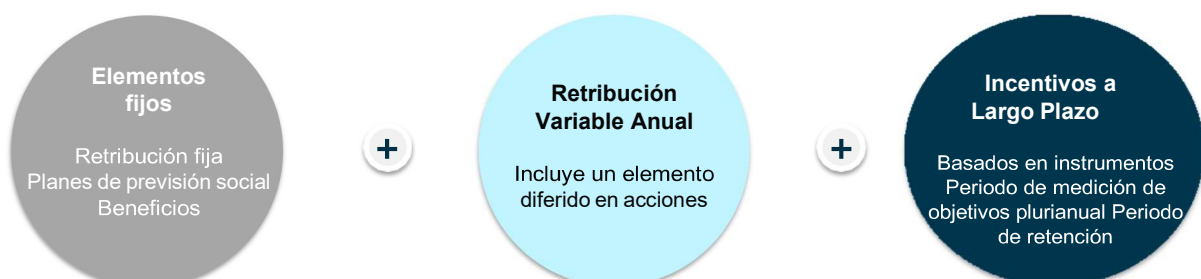 Elementos
fijos
Retribución fija
Planes de previsión social
Beneficios
+
Retribución
Variable Anual
Incluye un elemento
diferido en acciones
+
Incentivos a
Largo Plazo
Basados en instrumentos
Periodo de medición de
objetivos plurianual Periodo
de retención